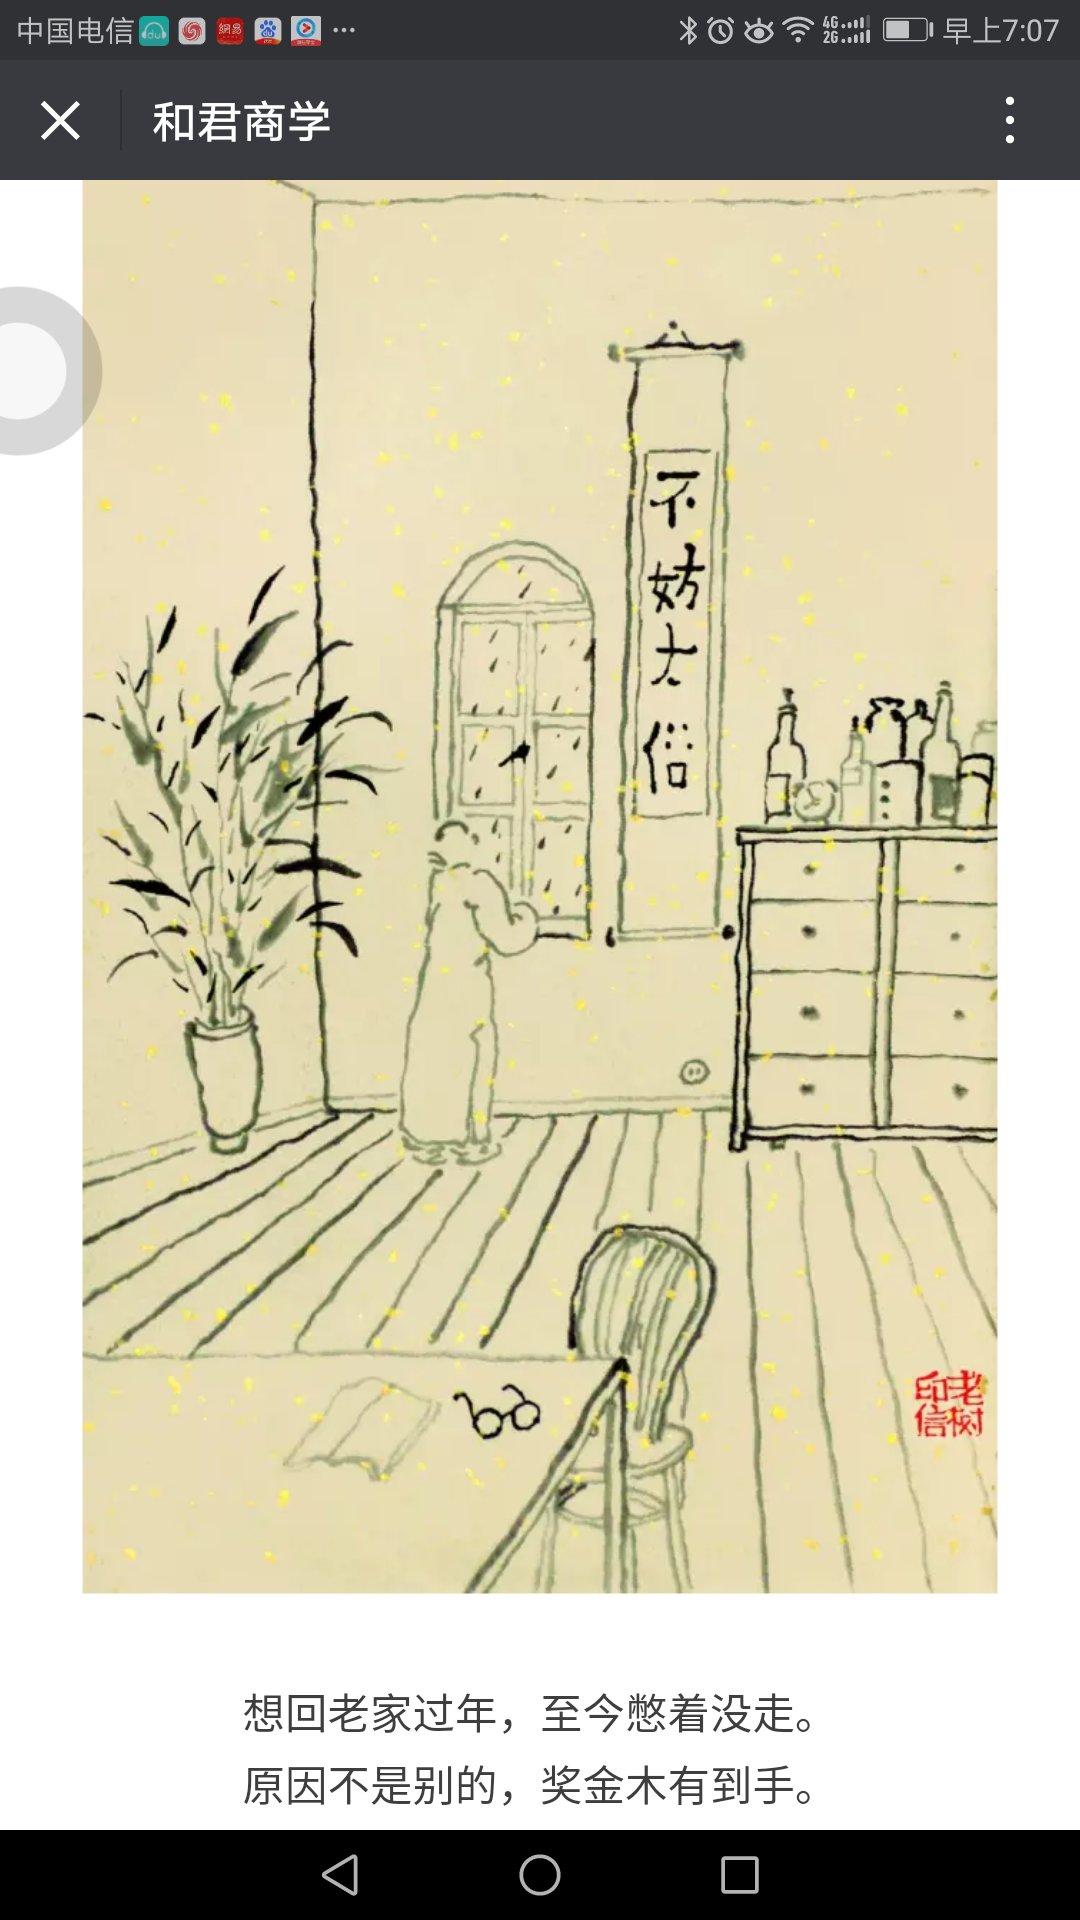 中国电信
4G
2G
早上7:07
和君商学
不妨大俗
老树
印信
想回老家过年，至今憋着没走。
原因不是别的，奖金木有到手。